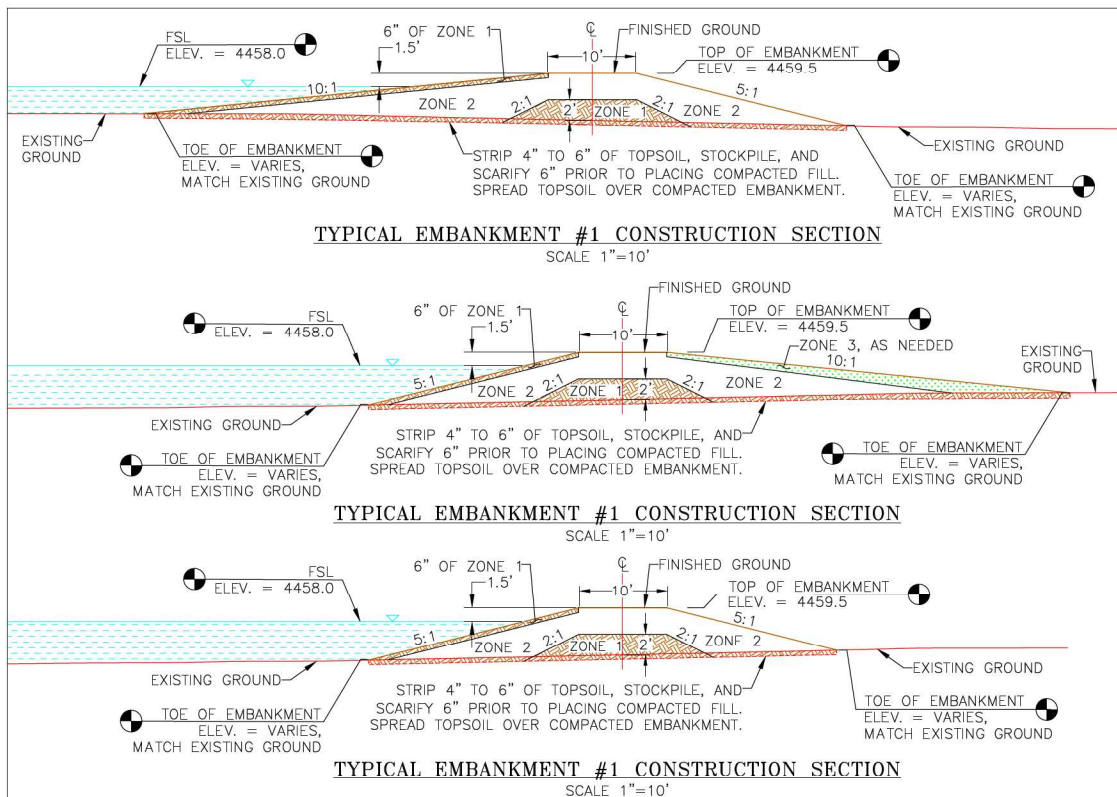 FSL
ELEV. = 4458.0
6" OF ZONE 1
1.5'
℄
10'
FINISHED GROUND
TOP OF EMBANKMENT
ELEV. = 4459.5
10:1
ZONE 2
2:1
2'
ZONE 1
2:1
ZONE 2
5:1
EXISTING
GROUND
TOE OF EMBANKMENT
ELEV. = VARIES,
MATCH EXISTING GROUND
STRIP 4" TO 6" OF TOPSOIL, STOCKPILE, AND
SCARIFY 6" PRIOR TO PLACING COMPACTED FILL.
SPREAD TOPSOIL OVER COMPACTED EMBANKMENT.
EXISTING GROUND
TOE OF EMBANKMENT
ELEV. = VARIES,
MATCH EXISTING GROUND
TYPICAL EMBANKMENT #1 CONSTRUCTION SECTION
SCALE 1"=10'
FSL
ELEV. = 4458.0
6" OF ZONE 1
1.5'
℄
10'
FINISHED GROUND
TOP OF EMBANKMENT
ELEV. = 4459.5
ZONE 3, AS NEEDED
10:1
EXISTING
GROUND
5:1
ZONE 2
2:1
ZONE 1
2'
2:1
ZONE 2
EXISTING GROUND
TOE OF EMBANKMENT
ELEV. = VARIES,
MATCH EXISTING GROUND
STRIP 4" TO 6" OF TOPSOIL, STOCKPILE, AND
SCARIFY 6" PRIOR TO PLACING COMPACTED FILL.
SPREAD TOPSOIL OVER COMPACTED EMBANKMENT.
TOE OF EMBANKMENT
ELEV. = VARIES,
MATCH EXISTING GROUND
TYPICAL EMBANKMENT #1 CONSTRUCTION SECTION
SCALE 1"=10'
FSL
ELEV. = 4458.0
6" OF ZONE 1
1.5'
℄
10'
FINISHED GROUND
TOP OF EMBANKMENT
ELEV. = 4459.5
5:1
5:1
ZONE 2
2:1
ZONE 1
2'
2:1
ZONE 2
EXISTING GROUND
TOE OF EMBANKMENT
ELEV. = VARIES,
MATCH EXISTING GROUND
STRIP 4" TO 6" OF TOPSOIL, STOCKPILE, AND
SCARIFY 6" PRIOR TO PLACING COMPACTED FILL.
SPREAD TOPSOIL OVER COMPACTED EMBANKMENT.
EXISTING GROUND
TOE OF EMBANKMENT
ELEV. = VARIES,
MATCH EXISTING GROUND
TYPICAL EMBANKMENT #1 CONSTRUCTION SECTION
SCALE 1"=10'